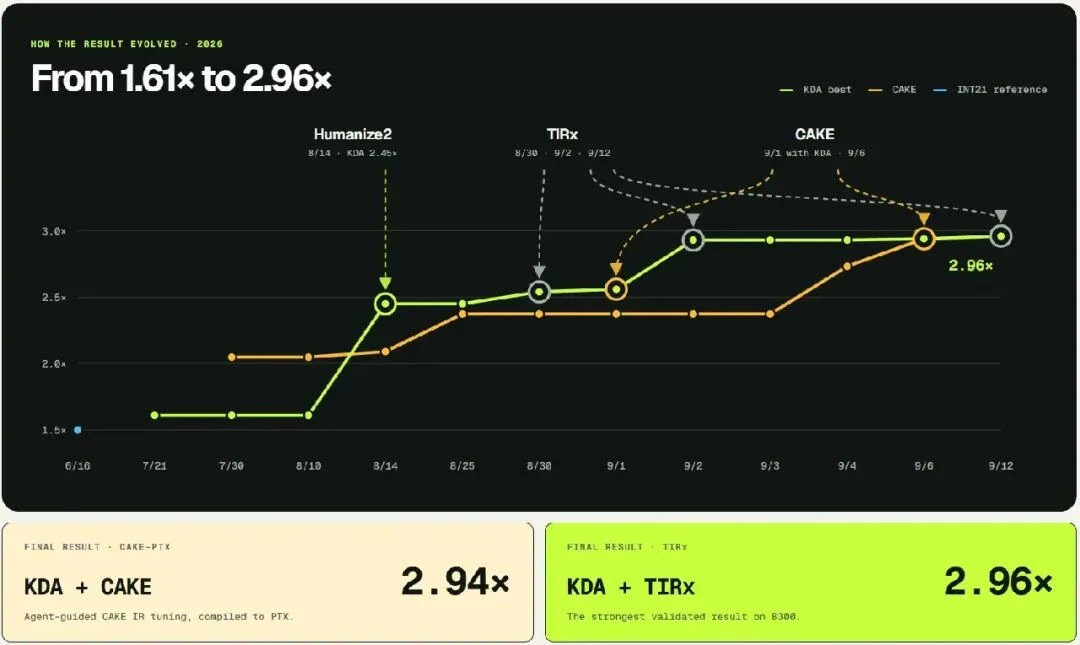 HOW THE RESULT EVOLVED · 2026
From 1.61× to 2.96×
KDA best CAKE INT21 reference
Humanize2 TIRx CAKE
8/14 · KDA 2.45× 8/30 · 9/2 · 9/12 9/1 with KDA · 9/6
3.0×
2.96×
2.5×
2.0×
1.5×
6/16 7/21 7/30 8/10 8/14 8/25 8/30 9/1 9/2 9/3 9/4 9/6 9/12
FINAL RESULT · CAKE-PTX
KDA + CAKE 2.94×
Agent-guided CAKE IR tuning, compiled to PTX.
FINAL RESULT · TIRx
KDA + TIRx 2.96×
The strongest validated result on B300.